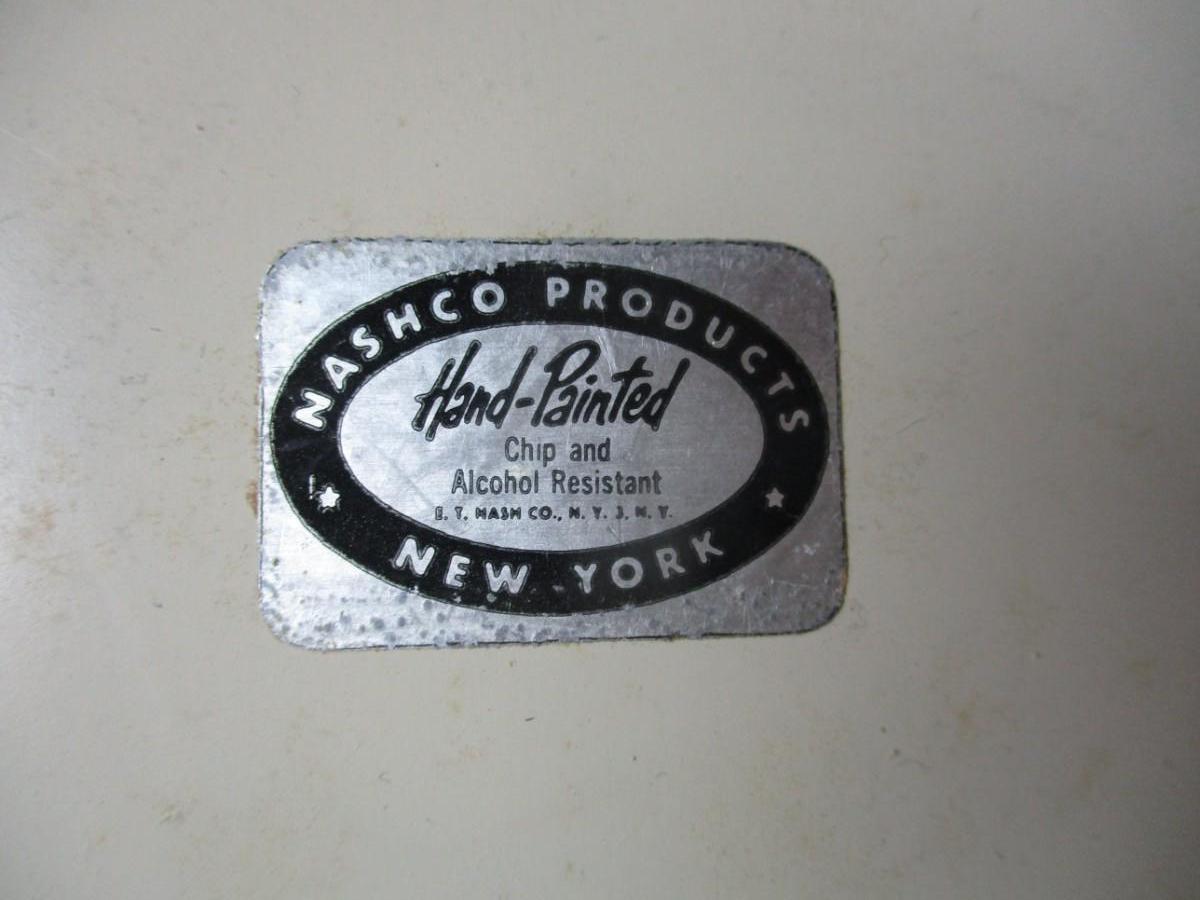 NASHCO PRODUCTS
Hand-Painted
Chip and
Alcohol Resistant
E. T. NASH CO., N. Y. 3, N. Y.
NEW YORK